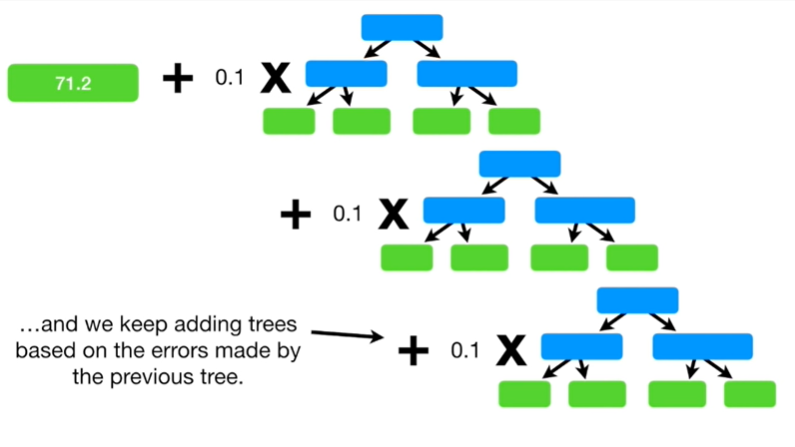 71.2 + 0.1 X
+ 0.1 X
…and we keep adding trees
based on the errors made by
the previous tree.
+ 0.1 X